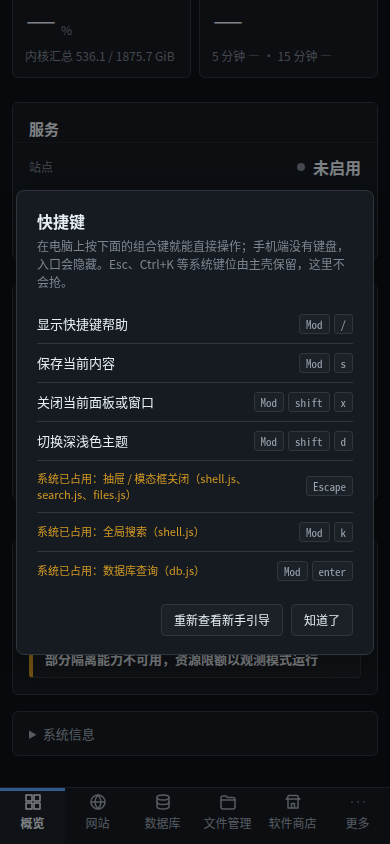 %
内核汇总 536.1 / 1875.7 GiB
5 分钟 — · 15 分钟 —
服务
站点
未启用
快捷键
在电脑上按下面的组合键就能直接操作；手机端没有键盘，
入口会隐藏。Esc、Ctrl+K 等系统键位由主壳保留，这里不
会抢。
显示快捷键帮助 Mod /
保存当前内容 Mod s
关闭当前面板或窗口 Mod shift x
切换深浅色主题 Mod shift d
系统已占用：抽屉 / 模态框关闭（shell.js、
search.js、files.js） Escape
系统已占用：全局搜索（shell.js） Mod k
系统已占用：数据库查询（db.js） Mod enter
重新查看新手引导 知道了
部分隔离能力不可用，资源限额以观测模式运行
系统信息
概览 网站 数据库 文件管理 软件商店 更多